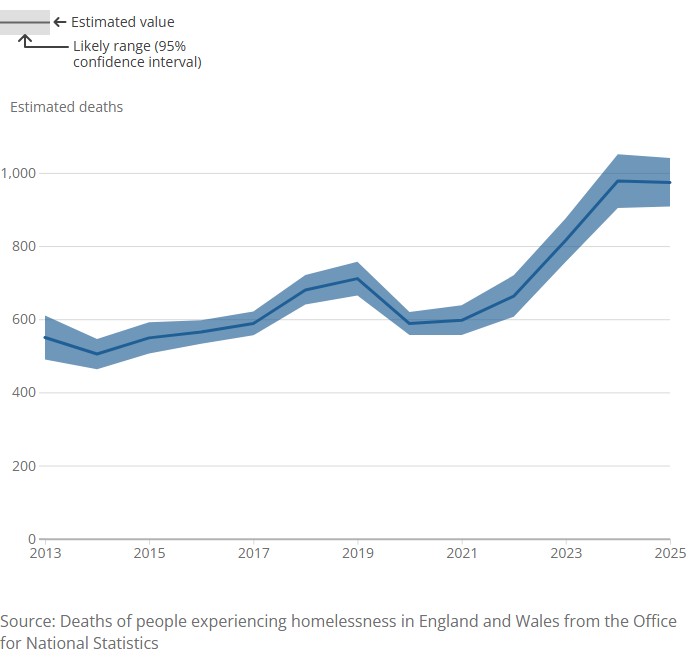 Estimated value
Likely range (95%
confidence interval)
Estimated deaths
1,000
800
600
400
200
0
2013 2015 2017 2019 2021 2023 2025
Source: Deaths of people experiencing homelessness in England and Wales from the Office
for National Statistics